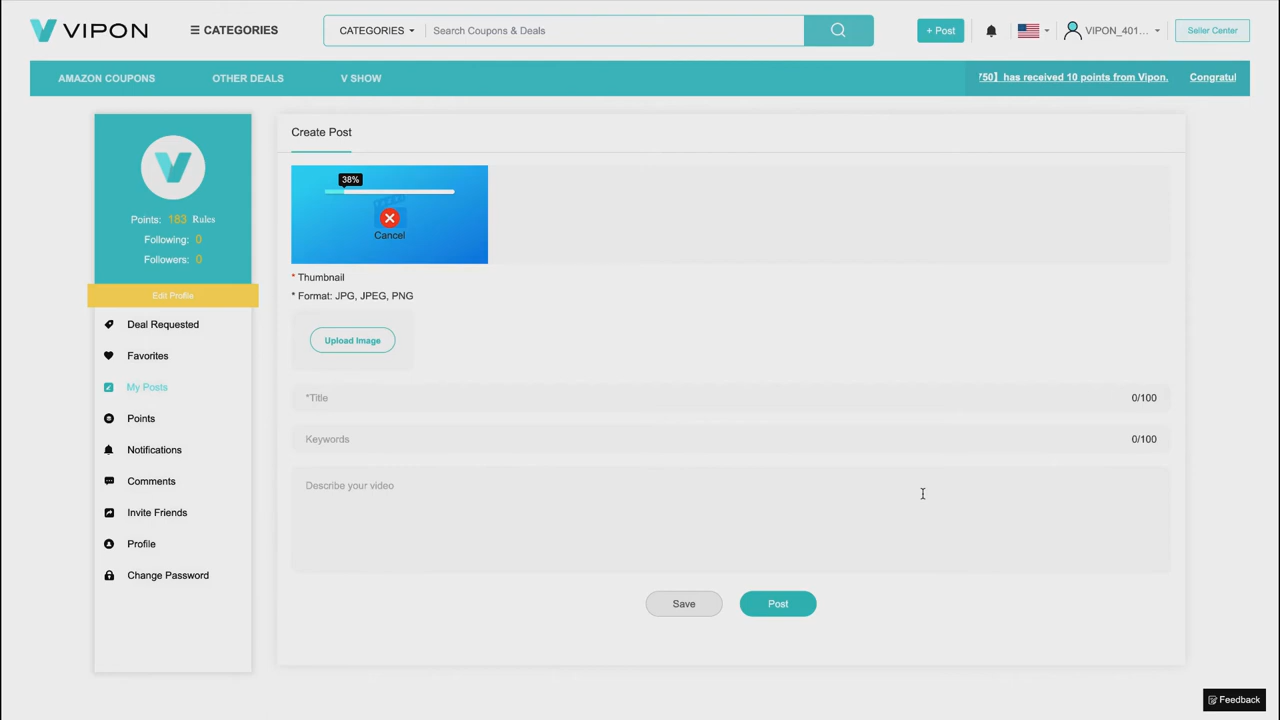 VIPON
☰ CATEGORIES
CATEGORIES
Search Coupons & Deals
+ Post
VIPON_401...
Seller Center
AMAZON COUPONS
OTHER DEALS
V SHOW
750】has received 10 points from Vipon.
Congratul
Points: 183 Rules
Following: 0
Followers: 0
Edit Profile
Deal Requested
Favorites
My Posts
Points
Notifications
Comments
Invite Friends
Profile
Change Password
Create Post
38%
Cancel
* Thumbnail
* Format: JPG, JPEG, PNG
Upload Image
*Title
0/100
Keywords
0/100
Describe your video
Save
Post
Feedback